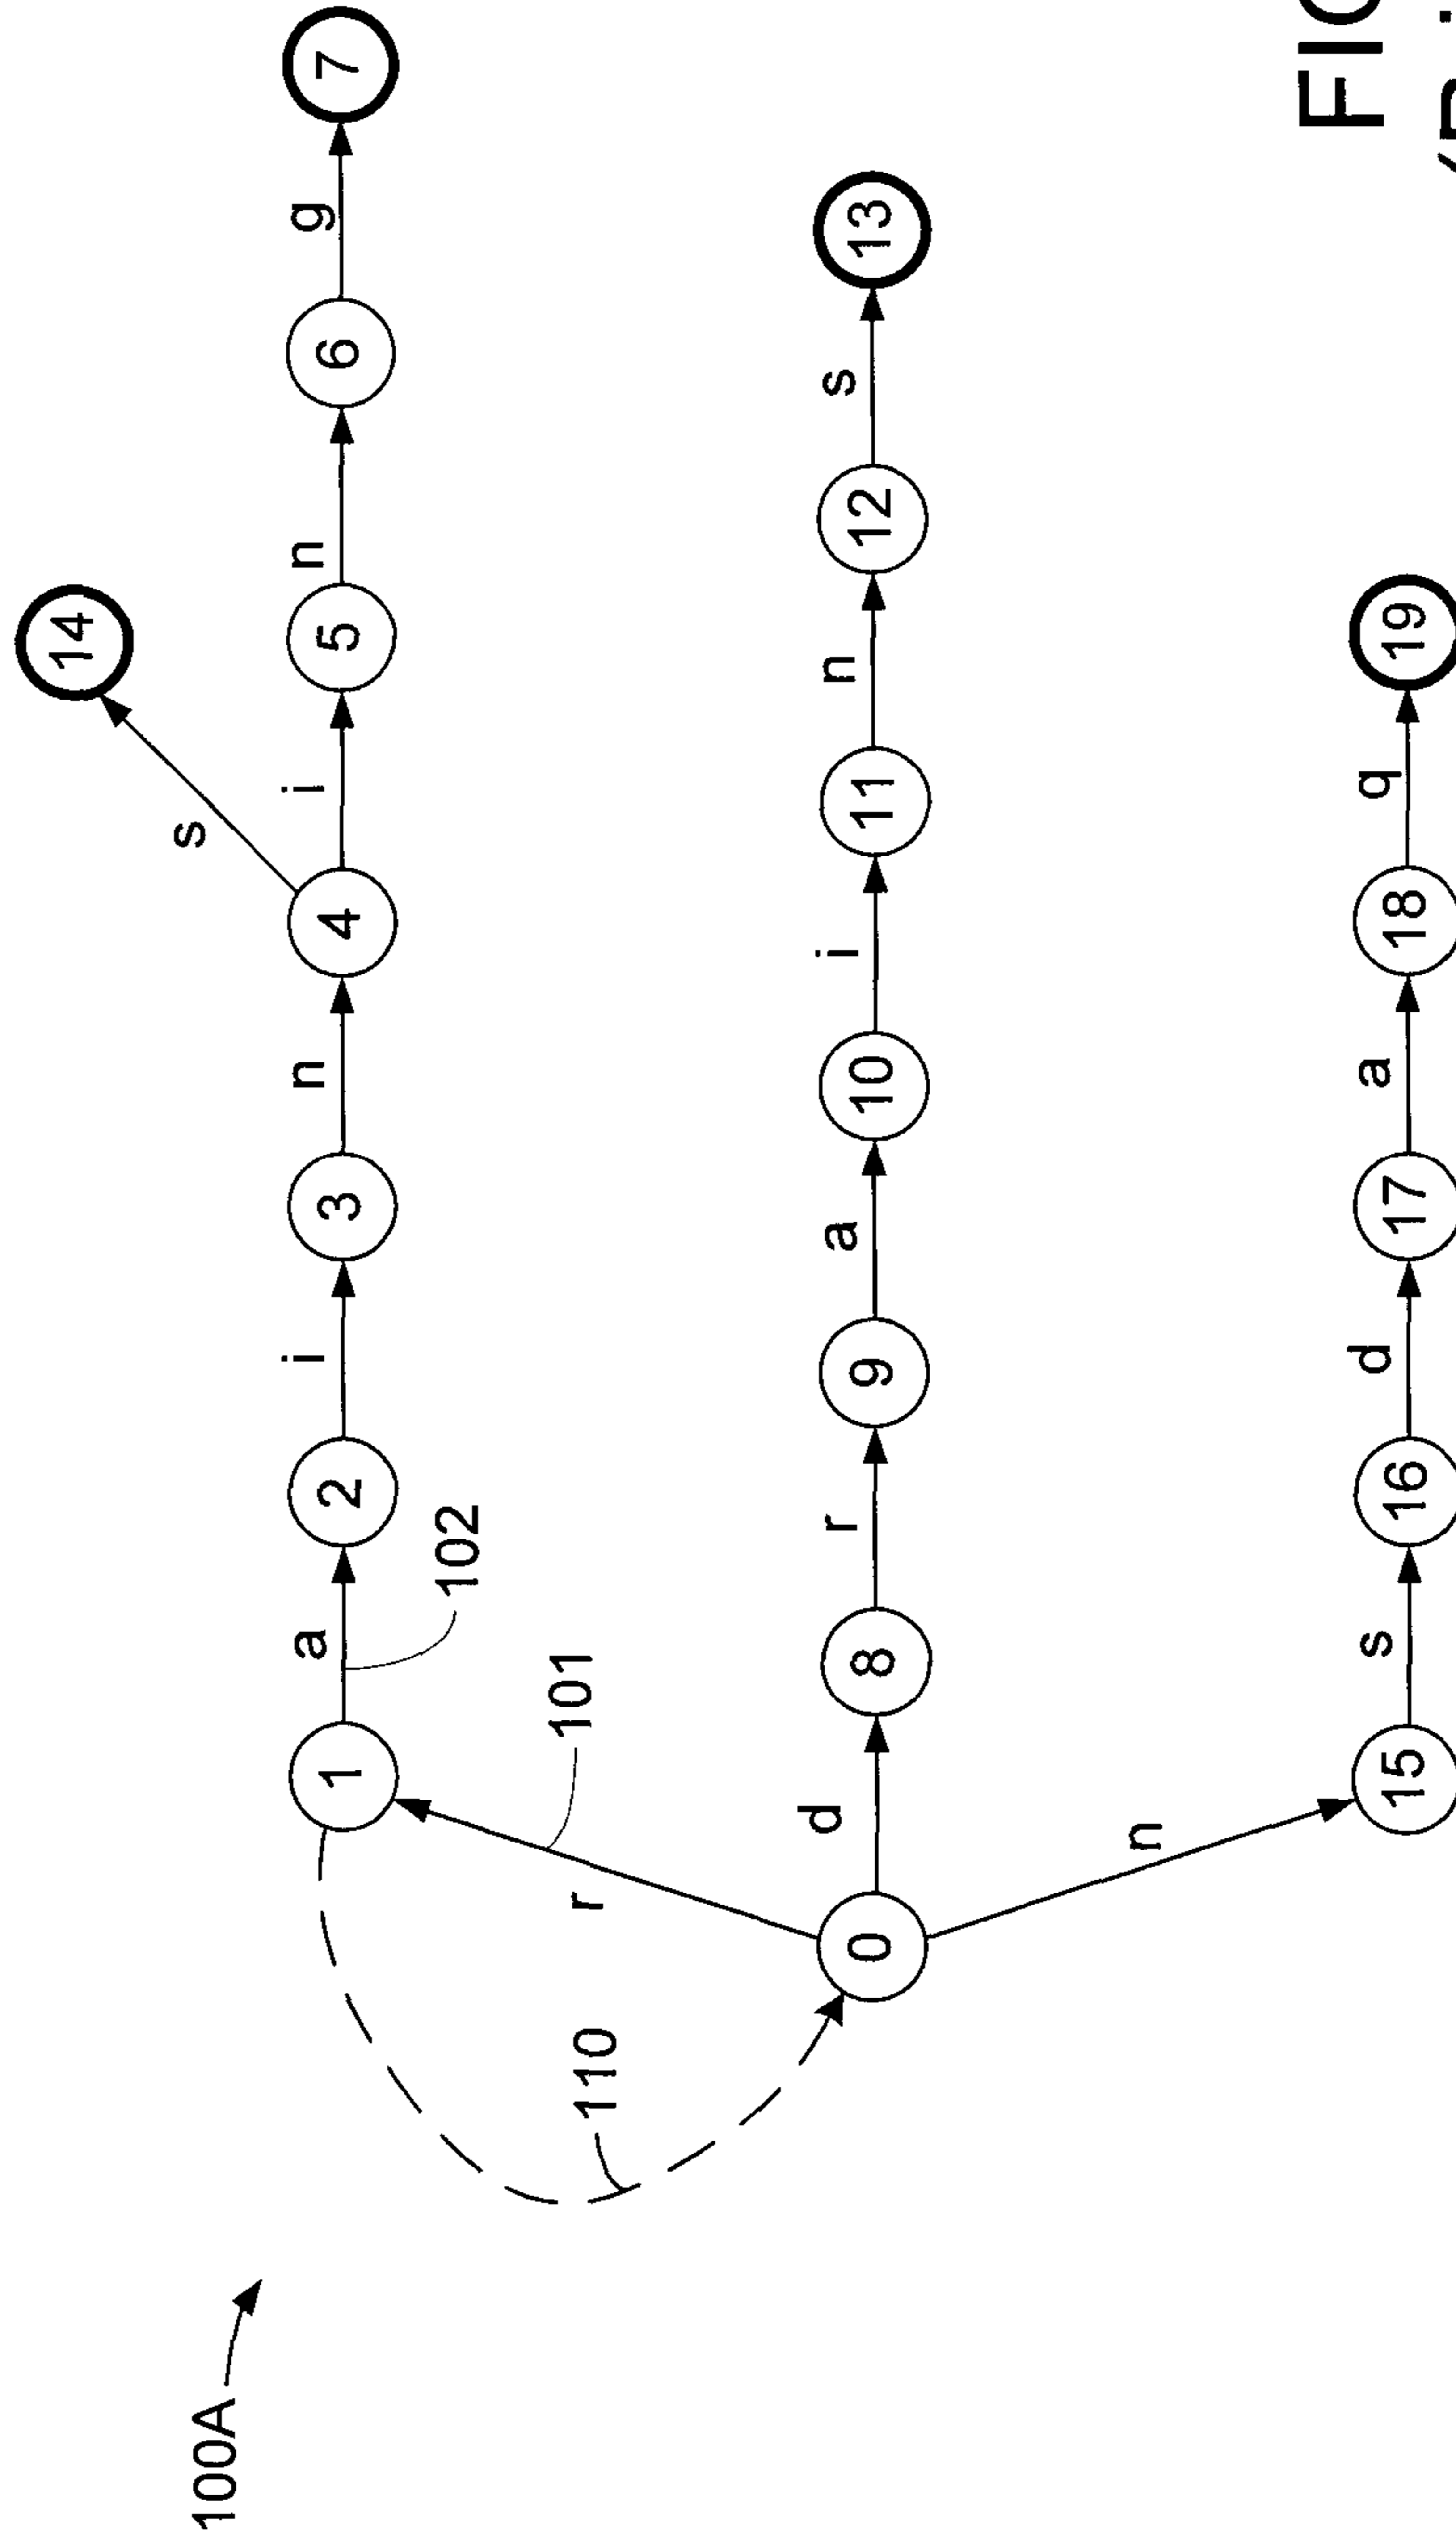 14
s
100A
a i n i n g
1 2 3 4 5 6 7
102
101
110 r
d r a i n s
0 8 9 10 11 12 13
n
s d a q
15 16 17 18 19